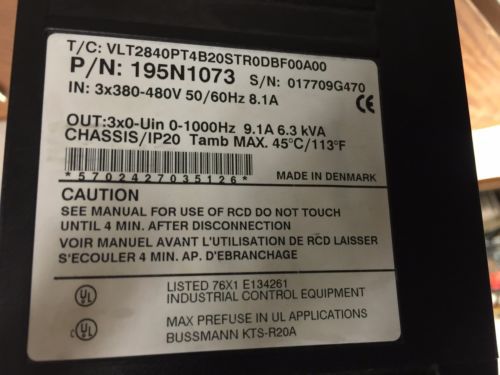 T/C: VLT2840PT4B20STR0DBF00A00
P/N: 195N1073 S/N: 017709G470
IN: 3x380-480V 50/60Hz 8.1A
CE
OUT:3x0-Uin 0-1000Hz 9.1A 6.3 kVA
CHASSIS/IP20 Tamb MAX. 45°C/113°F
*5702427035126* MADE IN DENMARK
CAUTION
SEE MANUAL FOR USE OF RCD DO NOT TOUCH
UNTIL 4 MIN. AFTER DISCONNECTION
VOIR MANUEL AVANT L'UTILISATION DE RCD LAISSER
S'ECOULER 4 MIN. AP. D'EBRANCHAGE
UL LISTED 76X1 E134261
INDUSTRIAL CONTROL EQUIPMENT
c UL MAX PREFUSE IN UL APPLICATIONS
BUSSMANN KTS-R20A